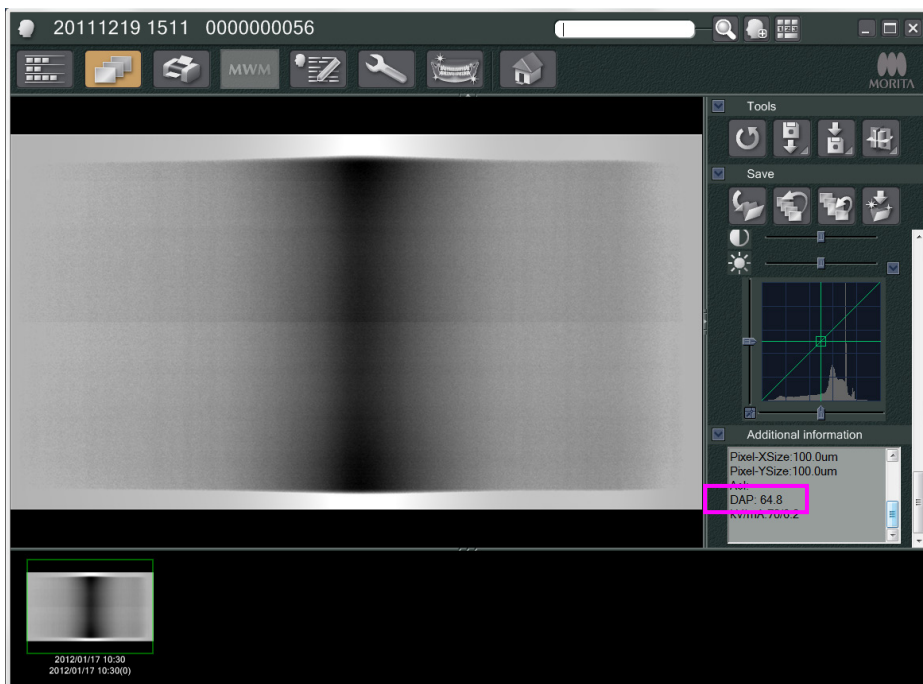 20111219 1511 0000000056
123
MWM
MORITA
Tools
Save
Additional information
Pixel-XSize:100.0um
Pixel-YSize:100.0um
DAP: 64.8
kV/mA:70/0.2
2012/01/17 10:30
2012/01/17 10:30(0)